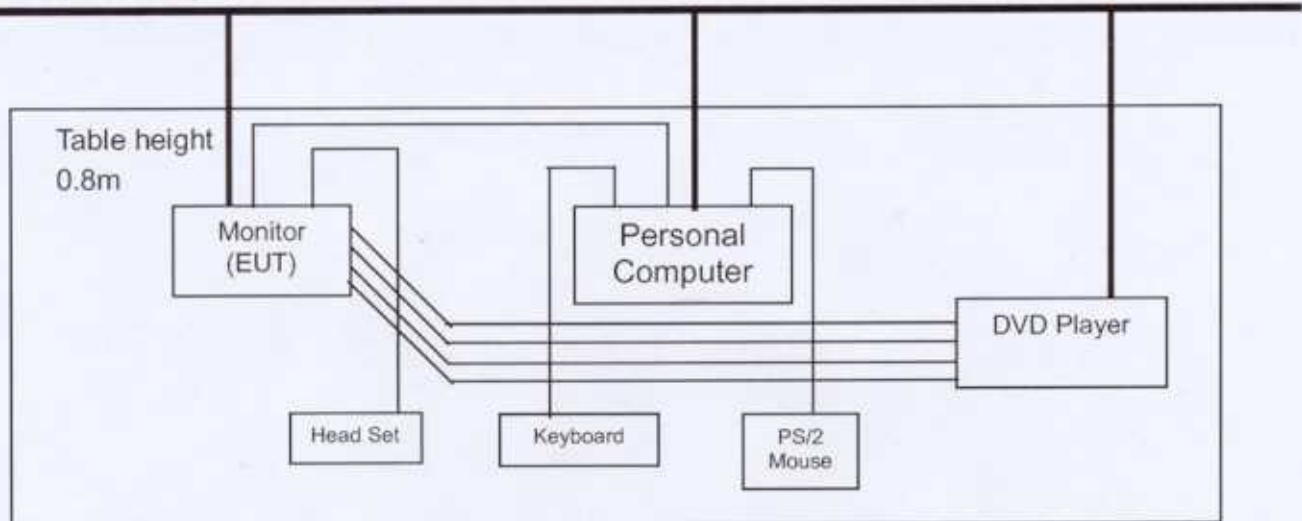 Table height
0.8m
Monitor
(EUT)
Personal
Computer
DVD Player
Head Set
Keyboard
PS/2
Mouse